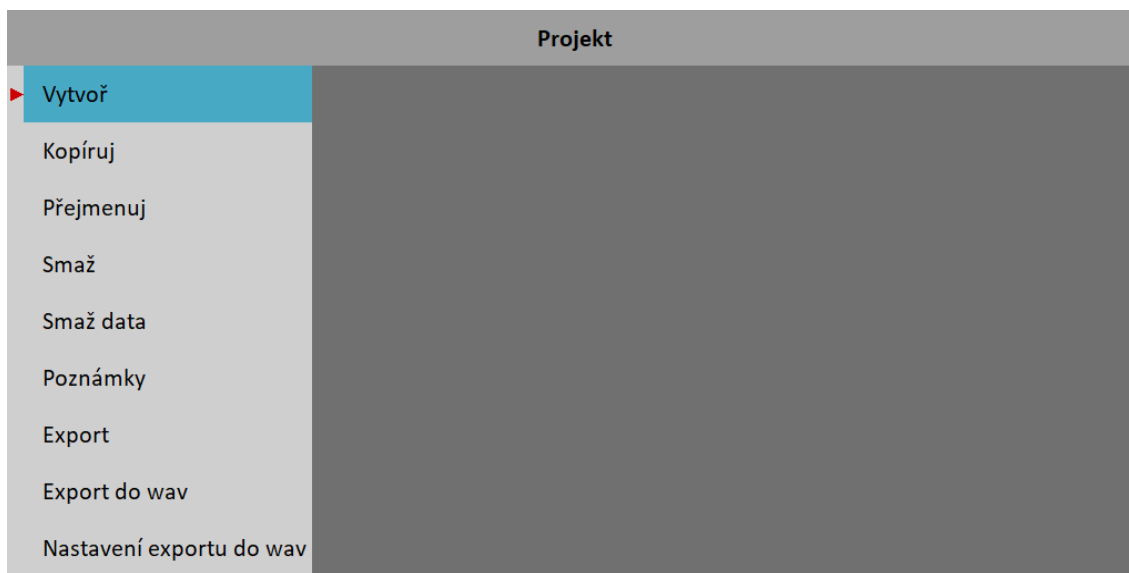 Projekt
Vytvoř
Kopíruj
Přejmenuj
Smaž
Smaž data
Poznámky
Export
Export do wav
Nastavení exportu do wav